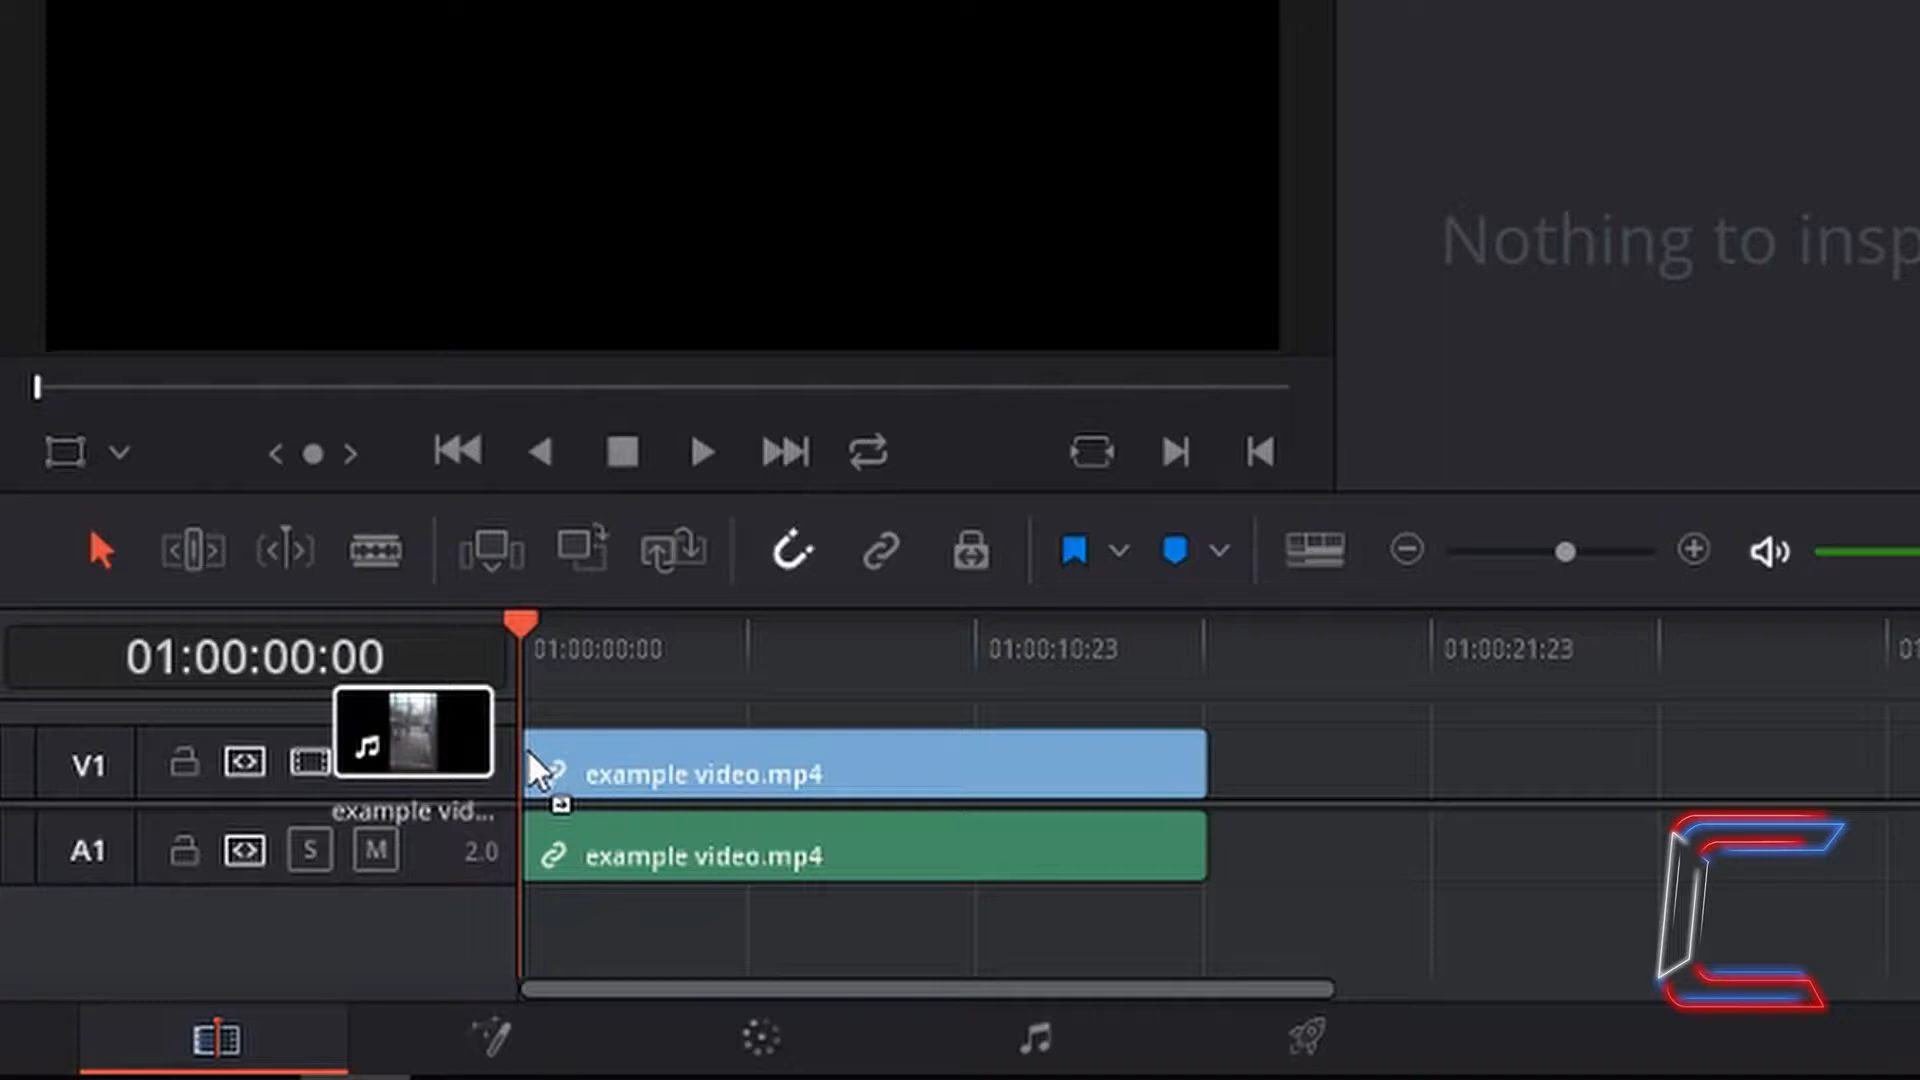 Nothing to insp
01:00:00:00
01:00:00:00
01:00:10:23
01:00:21:23
01
V1
example video.mp4
example vid...
A1
S
M
2.0
example video.mp4